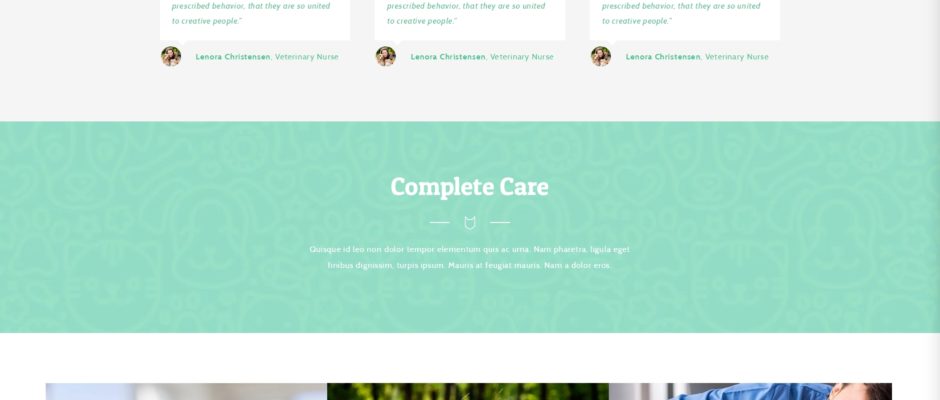 prescribed behavior, that they are so united
to creative people."
prescribed behavior, that they are so united
to creative people."
prescribed behavior, that they are so united
to creative people."
Lenora Christensen, Veterinary Nurse
Lenora Christensen, Veterinary Nurse
Lenora Christensen, Veterinary Nurse
Complete Care
Quisque id leo non dolor tempor elementum quis ac urna. Nam pharetra, ligula eget
finibus dignissim, turpis ipsum. Mauris at feugiat mauris. Nam a dolor eros.